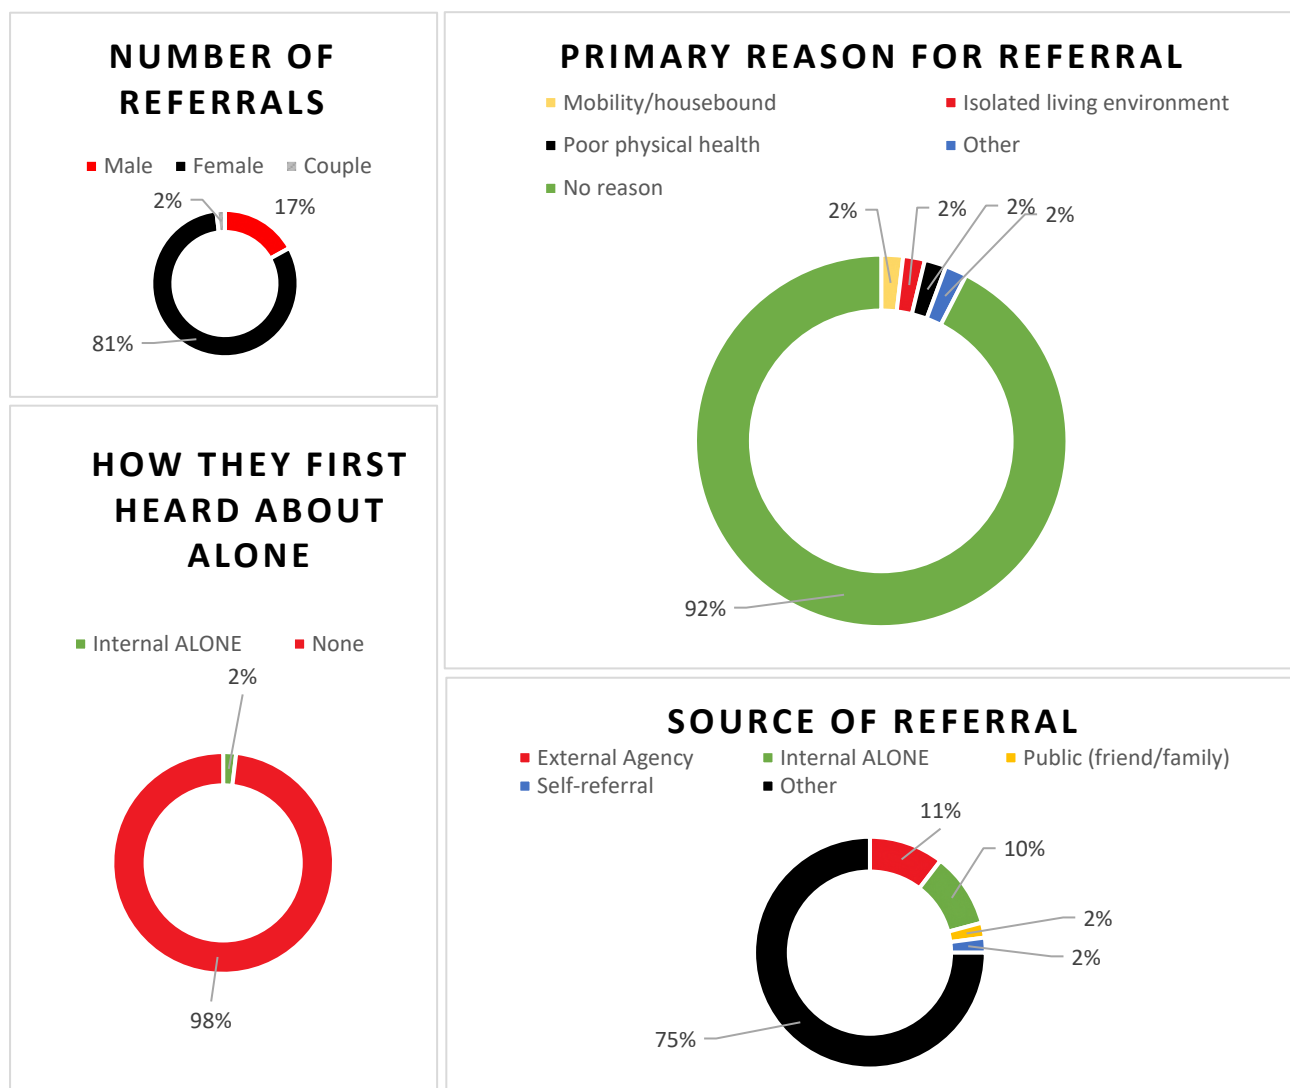 NUMBER OF
REFERRALS
Male Female Couple
2%
17%
81%
PRIMARY REASON FOR REFERRAL
Mobility/housebound Isolated living environment
Poor physical health Other
No reason
2% 2% 2% 2%
92%
HOW THEY FIRST
HEARD ABOUT
ALONE
Internal ALONE None
2%
98%
SOURCE OF REFERRAL
External Agency Internal ALONE Public (friend/family)
Self-referral Other
11%
10%
2%
2%
75%